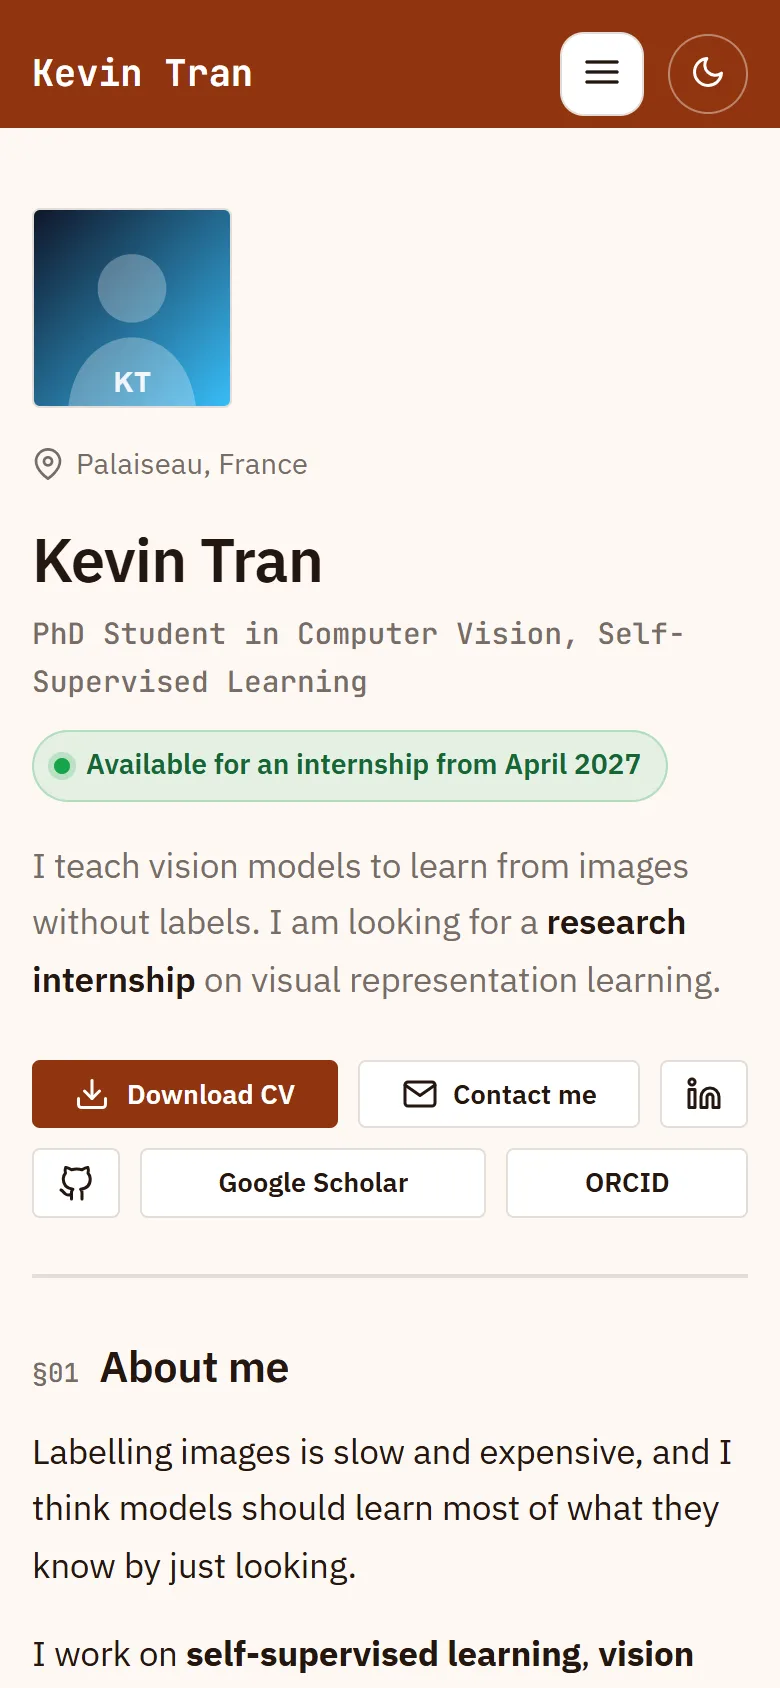 Kevin Tran
KT
Palaiseau, France
Kevin Tran
PhD Student in Computer Vision, Self-
Supervised Learning
Available for an internship from April 2027
I teach vision models to learn from images
without labels. I am looking for a research
internship on visual representation learning.
Download CV
Contact me
Google Scholar
ORCID
§01 About me
Labelling images is slow and expensive, and I
think models should learn most of what they
know by just looking.
I work on self-supervised learning, vision